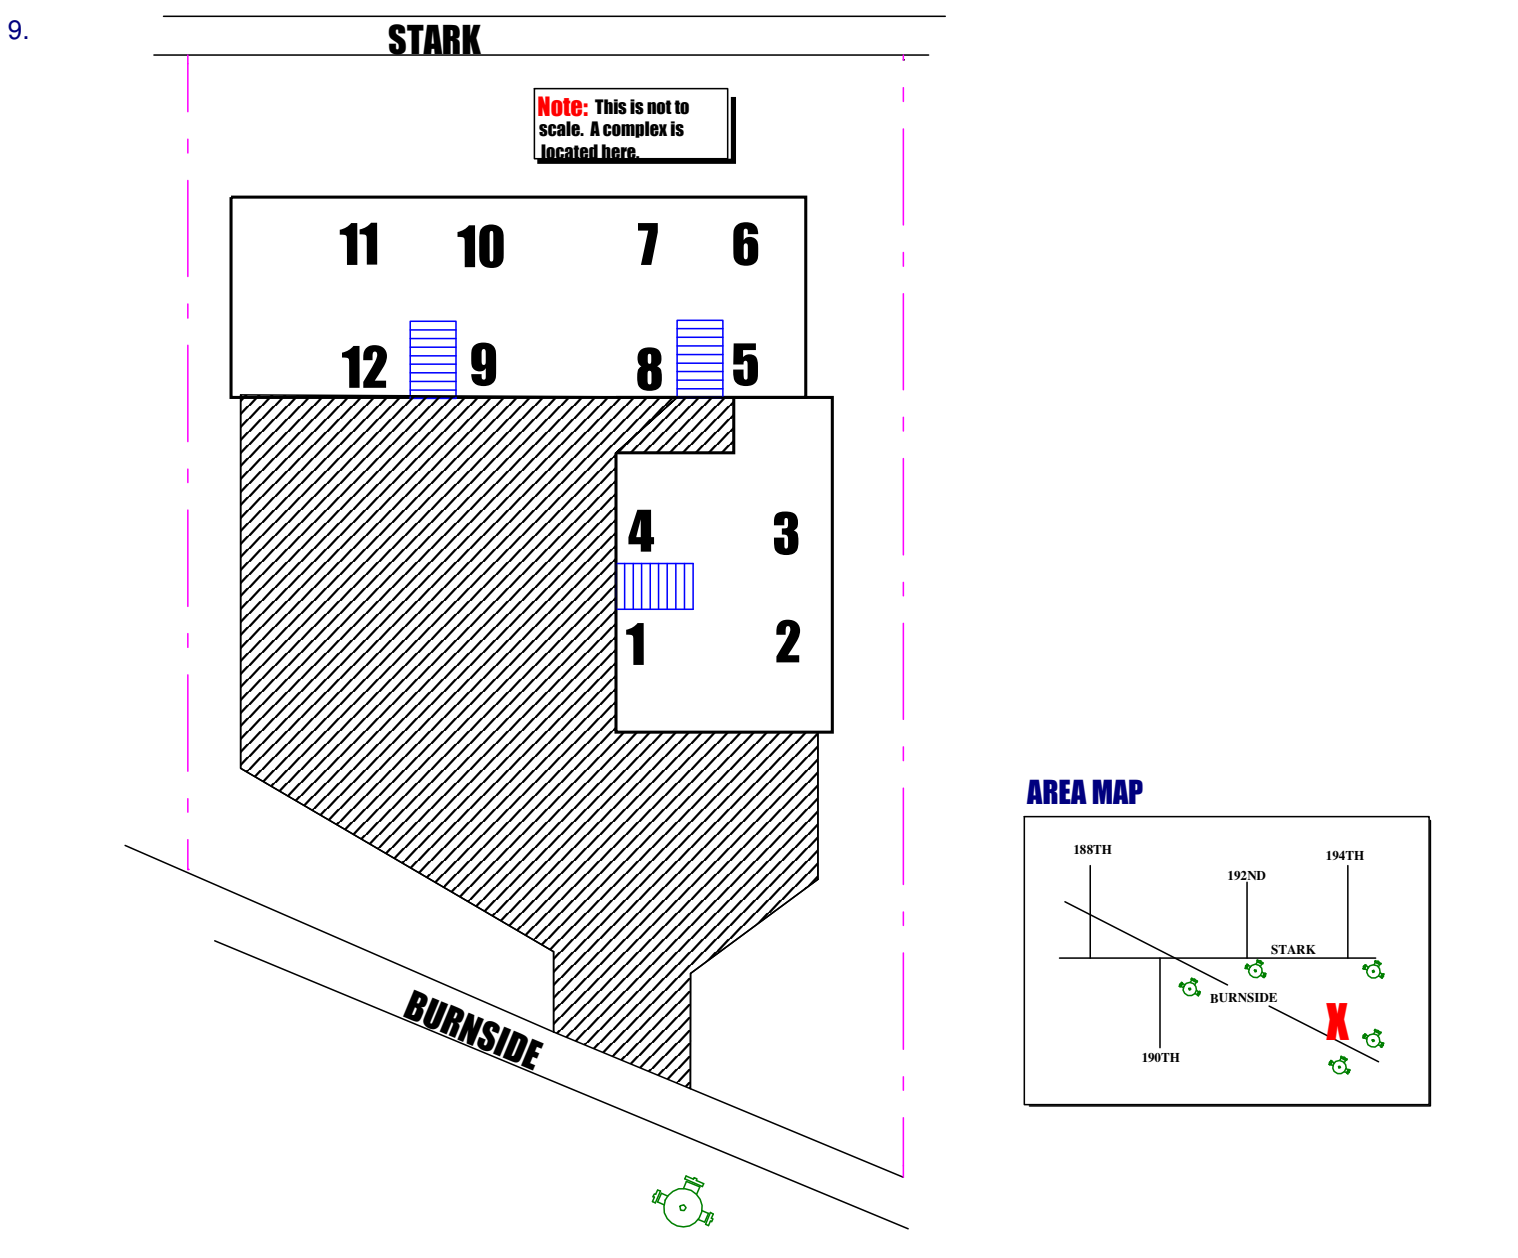 9.
STARK
Note: This is not to
scale. A complex is
located here.
11 10 7 6
12 9 8 5
4 3
1 2
BURNSIDE
AREA MAP
188TH
194TH
192ND
STARK
BURNSIDE
X
190TH